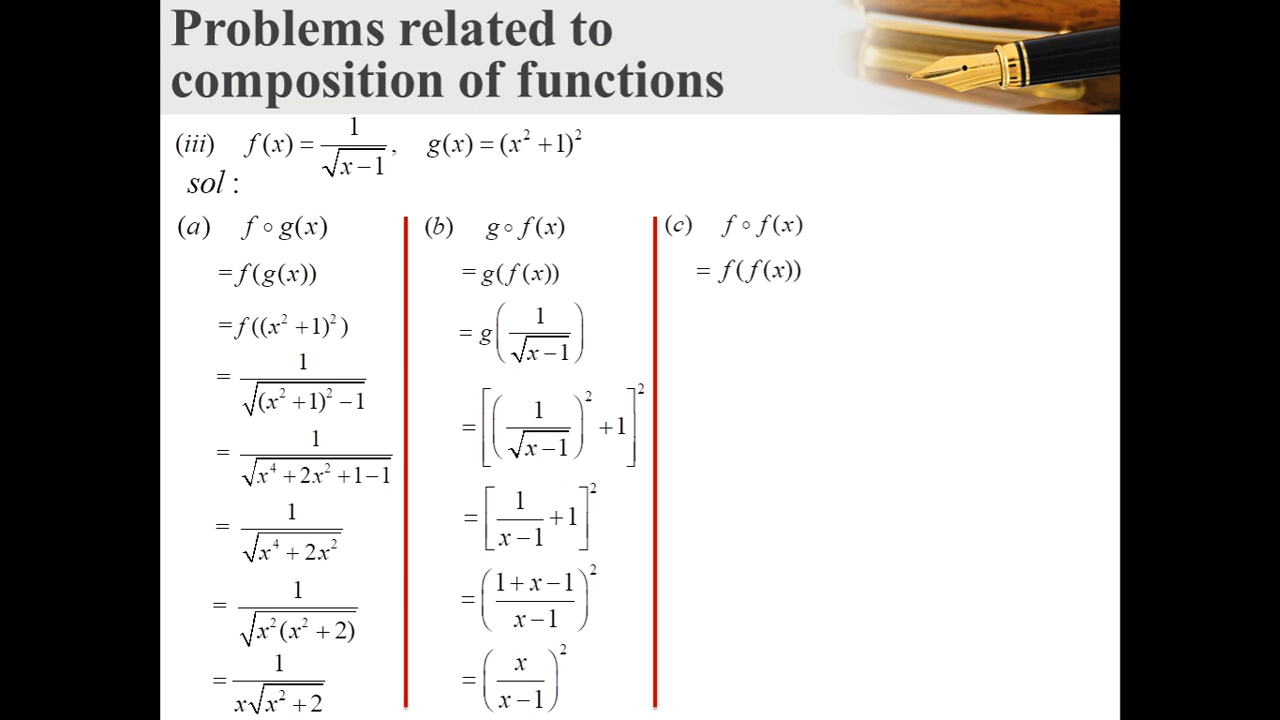 Problems related to
composition of functions
(iii) f(x) = 1/√(x−1), g(x) = (x² +1)²
sol :
(a) f∘g(x)
= f(g(x))
= f((x² +1)²)
= 1/√((x² +1)² −1)
= 1/√(x⁴ +2x² +1−1)
= 1/√(x⁴ +2x²)
= 1/√(x²(x² +2))
= 1/(x√(x² +2))
(b) g∘f(x)
= g(f(x))
= g(1/√(x−1))
= [(1/√(x−1))² +1]²
= [1/(x−1) +1]²
= ((1+x−1)/(x−1))²
= (x/(x−1))²
(c) f∘f(x)
= f(f(x))